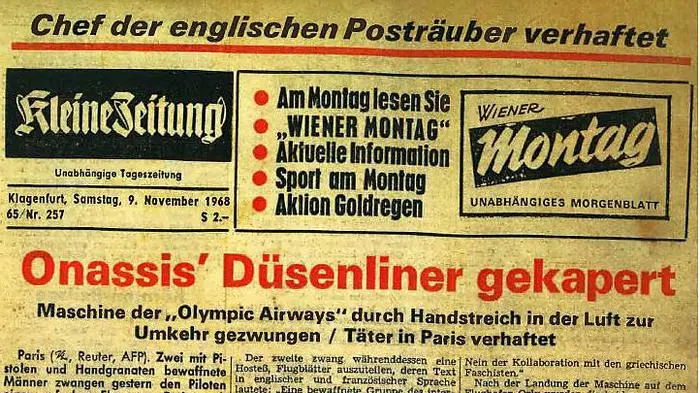 Chef der englischen Posträuber verhaftet
Kleine Zeitung
Unabhängige Tageszeitung
Klagenfurt, Samstag, 9. November 1968
65/Nr. 257 S 2.—
Am Montag lesen Sie
„WIENER MONTAG"
Aktuelle Information
Sport am Montag
Aktion Goldregen
WIENER
Montag
UNABHÄNGIGES MORGENBLATT
Onassis' Düsenliner gekapert
Maschine der „Olympic Airways" durch Handstreich in der Luft zur
Umkehr gezwungen / Täter in Paris verhaftet
Paris (Reuter, AFP). Zwei mit Pi-
stolen und Handgranaten bewaffnete
Männer zwangen gestern den Piloten
Der zweite zwang währenddessen eine
Hosteß, Flugblätter auszuteilen, deren Text
in englischer und französischer Sprache
lautete: „Eine bewaffnete Gruppe des
Nein der Kollaboration mit den griechischen
Faschisten."
Nach der Landung der Maschine auf dem